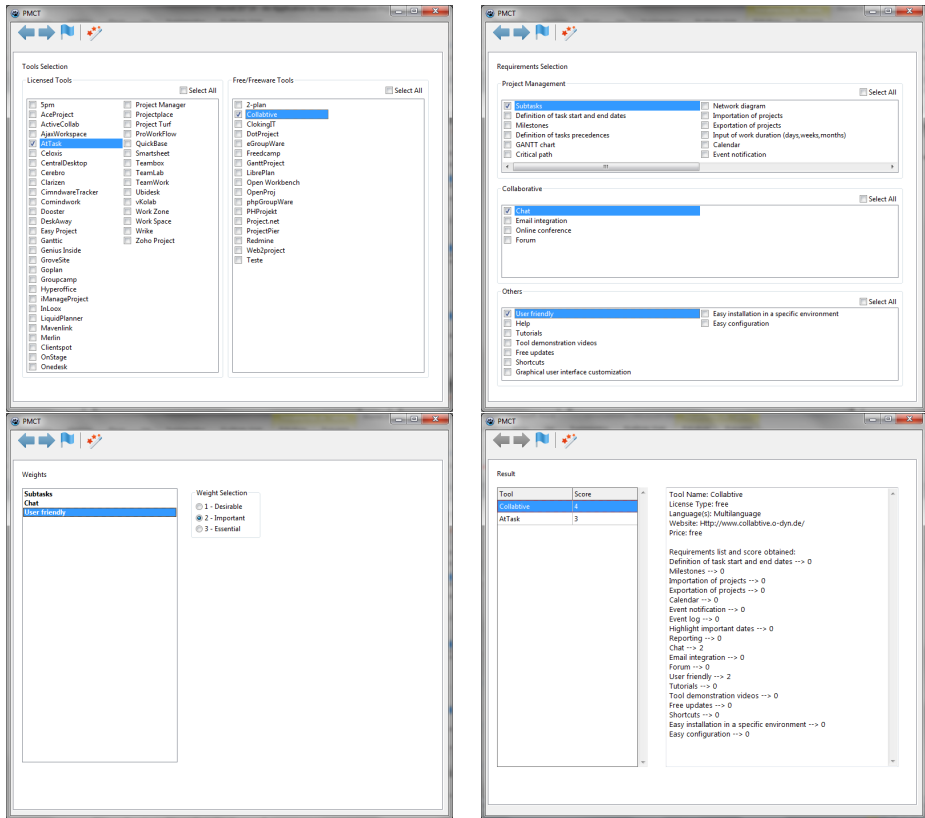 PMCT
Tools Selection
Licensed Tools
Select All
5pm
AceProject
ActiveCollab
AjaxWorkspace
AtTask
Celoxis
CentralDesktop
Cerebro
Clarizen
CimndwareTracker
Comindwork
Dooster
DeskAway
Easy Project
Ganttic
Genius Inside
GroveSite
Goplan
Groupcamp
Hyperoffice
iManageProject
InLoox
LiquidPlanner
Mavenlink
Merlin
Clientspot
OnStage
Onedesk
Project Manager
Projectplace
Project Turf
ProWorkFlow
QuickBase
Smartsheet
Teambox
TeamLab
TeamWork
Ubidesk
vKolab
Work Zone
Work Space
Wrike
Zoho Project
Free/Freeware Tools
Select All
2-plan
Collabtive
ClokingIT
DotProject
eGroupWare
Freedcamp
GanttProject
LibrePlan
Open Workbench
OpenProj
phpGroupWare
PHProjekt
Project.net
ProjectPier
Redmine
Web2project
Teste
PMCT
Requirements Selection
Project Management
Select All
Subtasks
Definition of task start and end dates
Milestones
Definition of tasks precedences
GANTT chart
Critical path
Network diagram
Importation of projects
Exportation of projects
Input of work duration (days,weeks,months)
Calendar
Event notification
Collaborative
Select All
Chat
Email integration
Online conference
Forum
Others
Select All
User friendly
Help
Tutorials
Tool demonstration videos
Free updates
Shortcuts
Graphical user interface customization
Easy installation in a specific environment
Easy configuration
PMCT
Weights
Subtasks
Chat
User friendly
Weight Selection
1 - Desirable
2 - Important
3 - Essential
PMCT
Result
Tool Score
Collabtive 4
AtTask 3
Tool Name: Collabtive
License Type: free
Language(s): Multilanguage
Website: Http://www.collabtive.o-dyn.de/
Price: free
Requirements list and score obtained:
Definition of task start and end dates --> 0
Milestones --> 0
Importation of projects --> 0
Exportation of projects --> 0
Calendar --> 0
Event notification --> 0
Event log --> 0
Highlight important dates --> 0
Reporting --> 0
Chat --> 2
Email integration --> 0
Forum --> 0
User friendly --> 2
Tutorials --> 0
Tool demonstration videos --> 0
Free updates --> 0
Shortcuts --> 0
Easy installation in a specific environment --> 0
Easy configuration --> 0